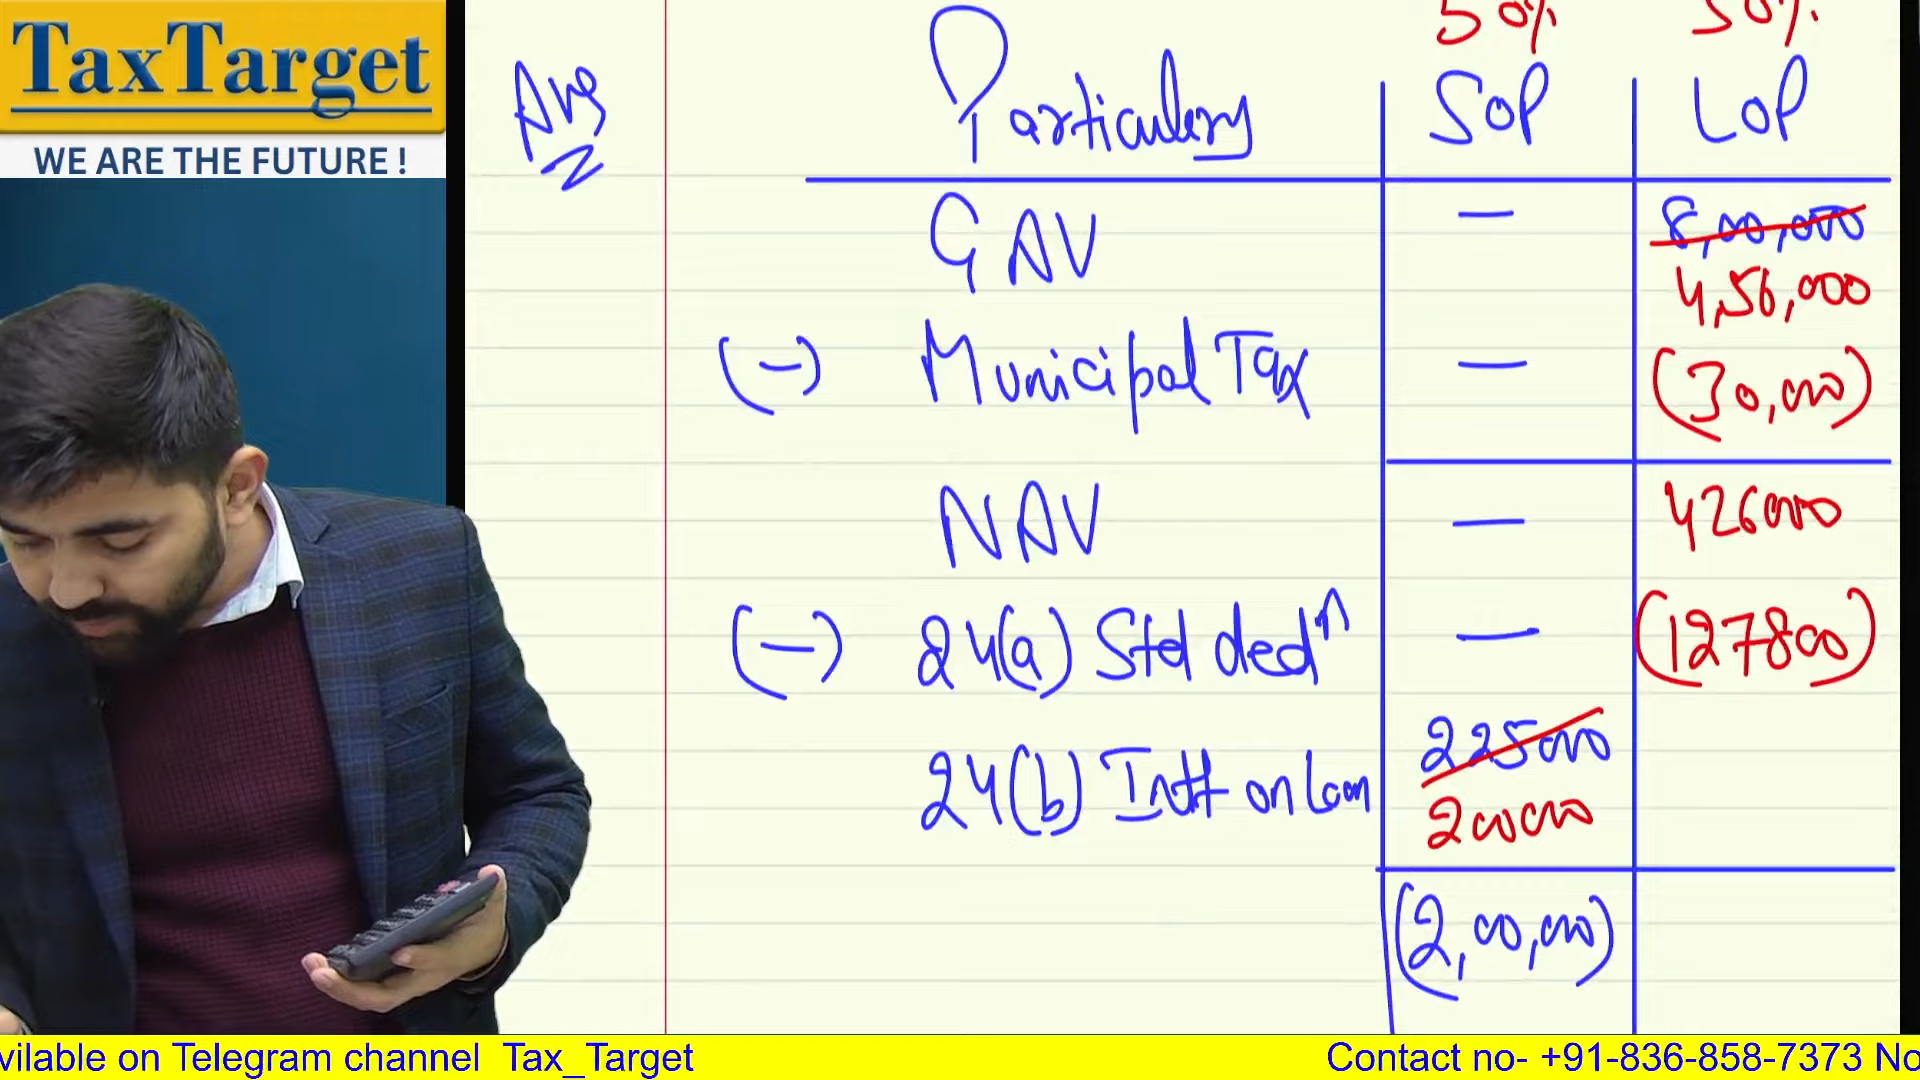 TaxTarget
WE ARE THE FUTURE !
50% 50%
Ans Particulars SOP LOP
GAV — 8,00,000
4,56,000
(-) Municipal Tax — (30,000)
NAV — 426000
(-) 24(a) Std dedn — (127800)
24(b) Intt on loan 225000
200000
(2,00,000)
vilable on Telegram channel Tax_Target Contact no- +91-836-858-7373 No